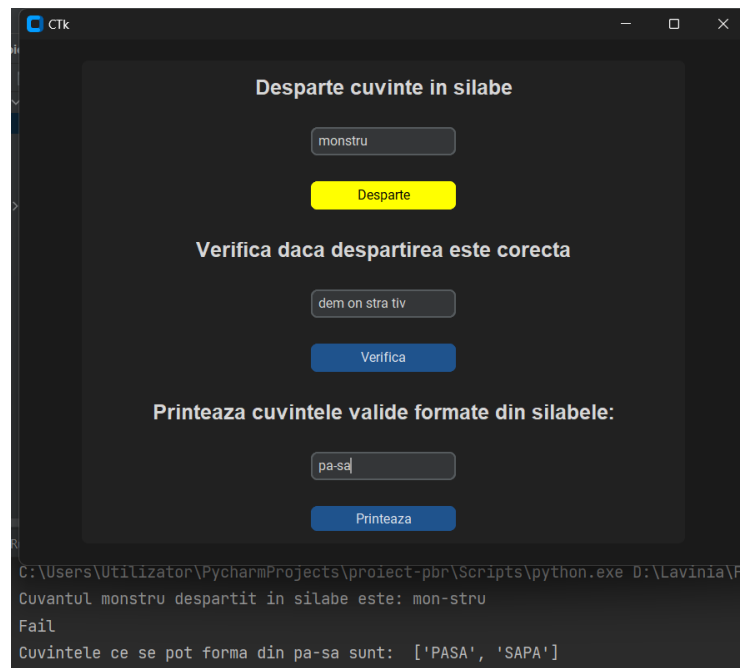 CTk
Desparte cuvinte in silabe
monstru
Desparte
Verifica daca despartirea este corecta
dem on stra tiv
Verifica
Printeaza cuvintele valide formate din silabele:
pa-sa
Printeaza
C:\Users\Utilizator\PycharmProjects\proiect-pbr\Scripts\python.exe D:\Lavinia\F
Cuvantul monstru despartit in silabe este: mon-stru
Fail
Cuvintele ce se pot forma din pa-sa sunt:  ['PASA', 'SAPA']